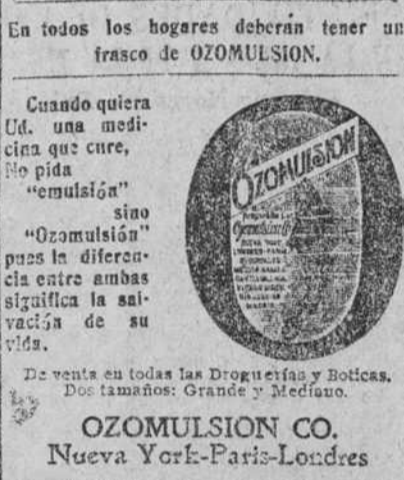 En todos los hogares deberán tener un
frasco de OZOMULSION.
Cuando quiera
Ud. una medi-
cina que cure,
No pida
"emulsión"
sino
"Ozomulsión"
pues la diferen-
cia entre ambas
significa la sal-
vación de su
vida.
OZOMULSION
De venta en todas las Droguerías y Boticas.
Dos tamaños: Grande y Mediano.
OZOMULSION CO.
Nueva York-Paris-Londres